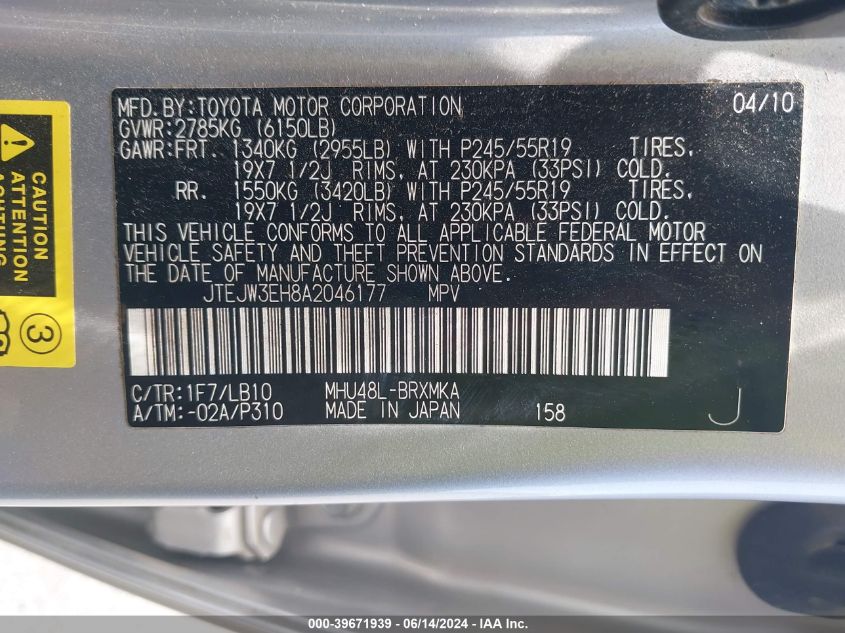 MFD. BY: TOYOTA MOTOR CORPORATION 04/10
GVWR: 2785KG (6150LB)
GAWR: FRT. 1340KG (2955LB) WITH P245/55R19 TIRES,
19X7 1/2J RIMS, AT 230KPA (33PSI) COLD.
RR. 1550KG (3420LB) WITH P245/55R19 TIRES,
19X7 1/2J RIMS, AT 230KPA (33PSI) COLD.
THIS VEHICLE CONFORMS TO ALL APPLICABLE FEDERAL MOTOR
VEHICLE SAFETY AND THEFT PREVENTION STANDARDS IN EFFECT ON
THE DATE OF MANUFACTURE SHOWN ABOVE.
JTEJW3EH8A2046177 MPV
C/TR: 1F7/LB10 MHU48L-BRXMKA
A/TM: -02A/P310 MADE IN JAPAN 158 J
ATTENTION
ACHTUNG
3
000-39671939 - 06/14/2024 - IAA Inc.